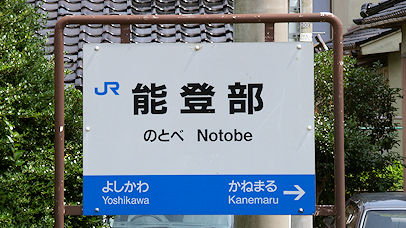 JR 能登部
のとべ Notobe
よしかわ かねまる →
Yoshikawa Kanemaru